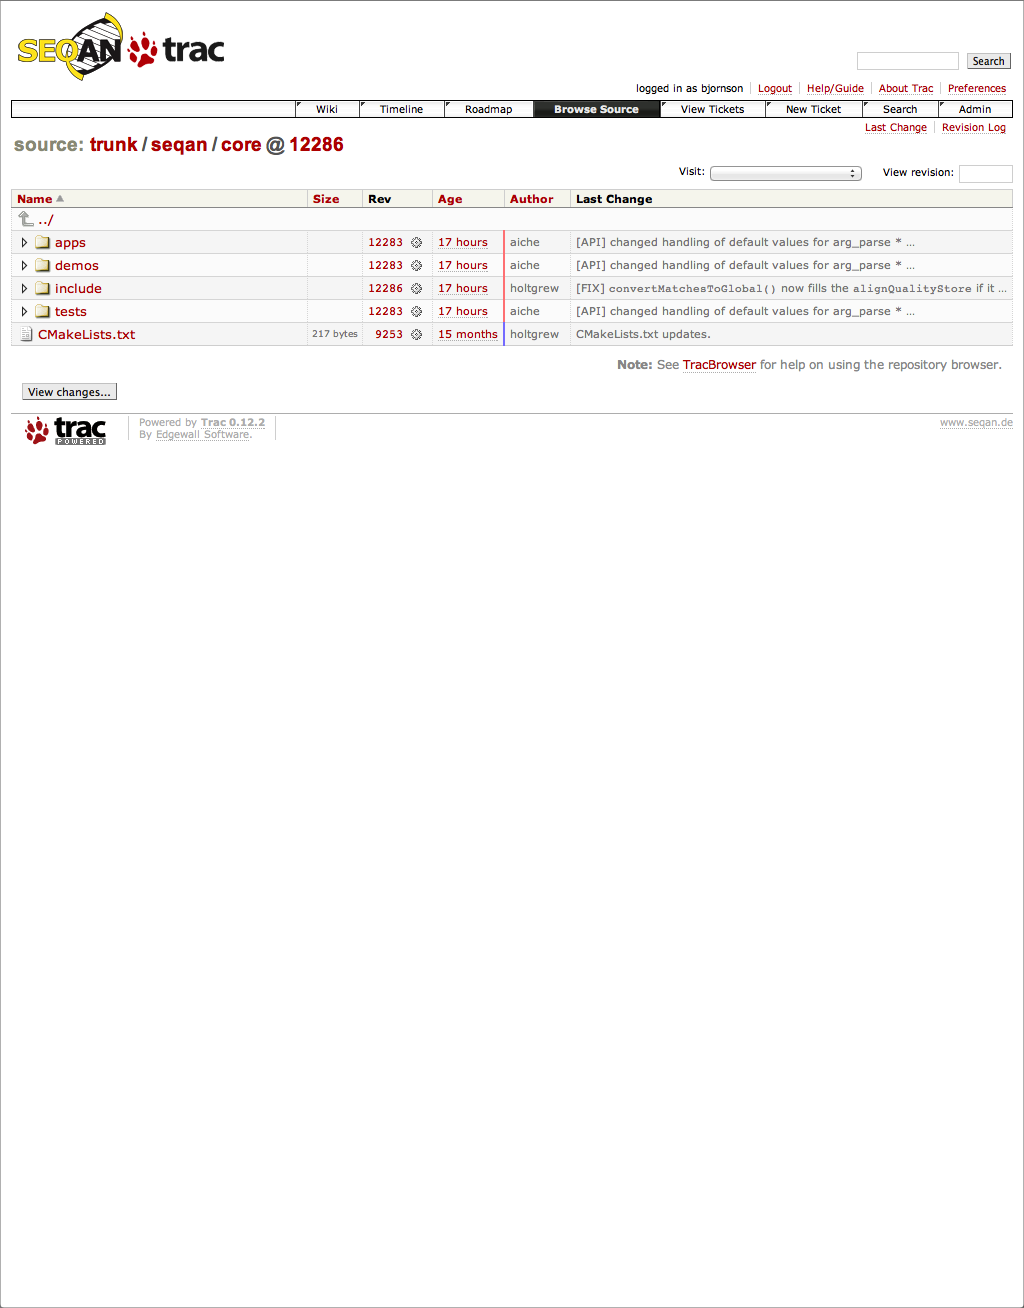 SEQAN trac
Search
logged in as bjornson Logout Help/Guide About Trac Preferences
Wiki Timeline Roadmap Browse Source View Tickets New Ticket Search Admin
Last Change Revision Log
source: trunk / seqan / core @ 12286
Visit: View revision:
Name Size Rev Age Author Last Change
../
apps 12283 17 hours aiche [API] changed handling of default values for arg_parse * ...
demos 12283 17 hours aiche [API] changed handling of default values for arg_parse * ...
include 12286 17 hours holtgrew [FIX] convertMatchesToGlobal() now fills the alignQualityStore if it ...
tests 12283 17 hours aiche [API] changed handling of default values for arg_parse * ...
CMakeLists.txt 217 bytes 9253 15 months holtgrew CMakeLists.txt updates.
Note: See TracBrowser for help on using the repository browser.
View changes...
trac POWERED
Powered by Trac 0.12.2
By Edgewall Software.
www.seqan.de